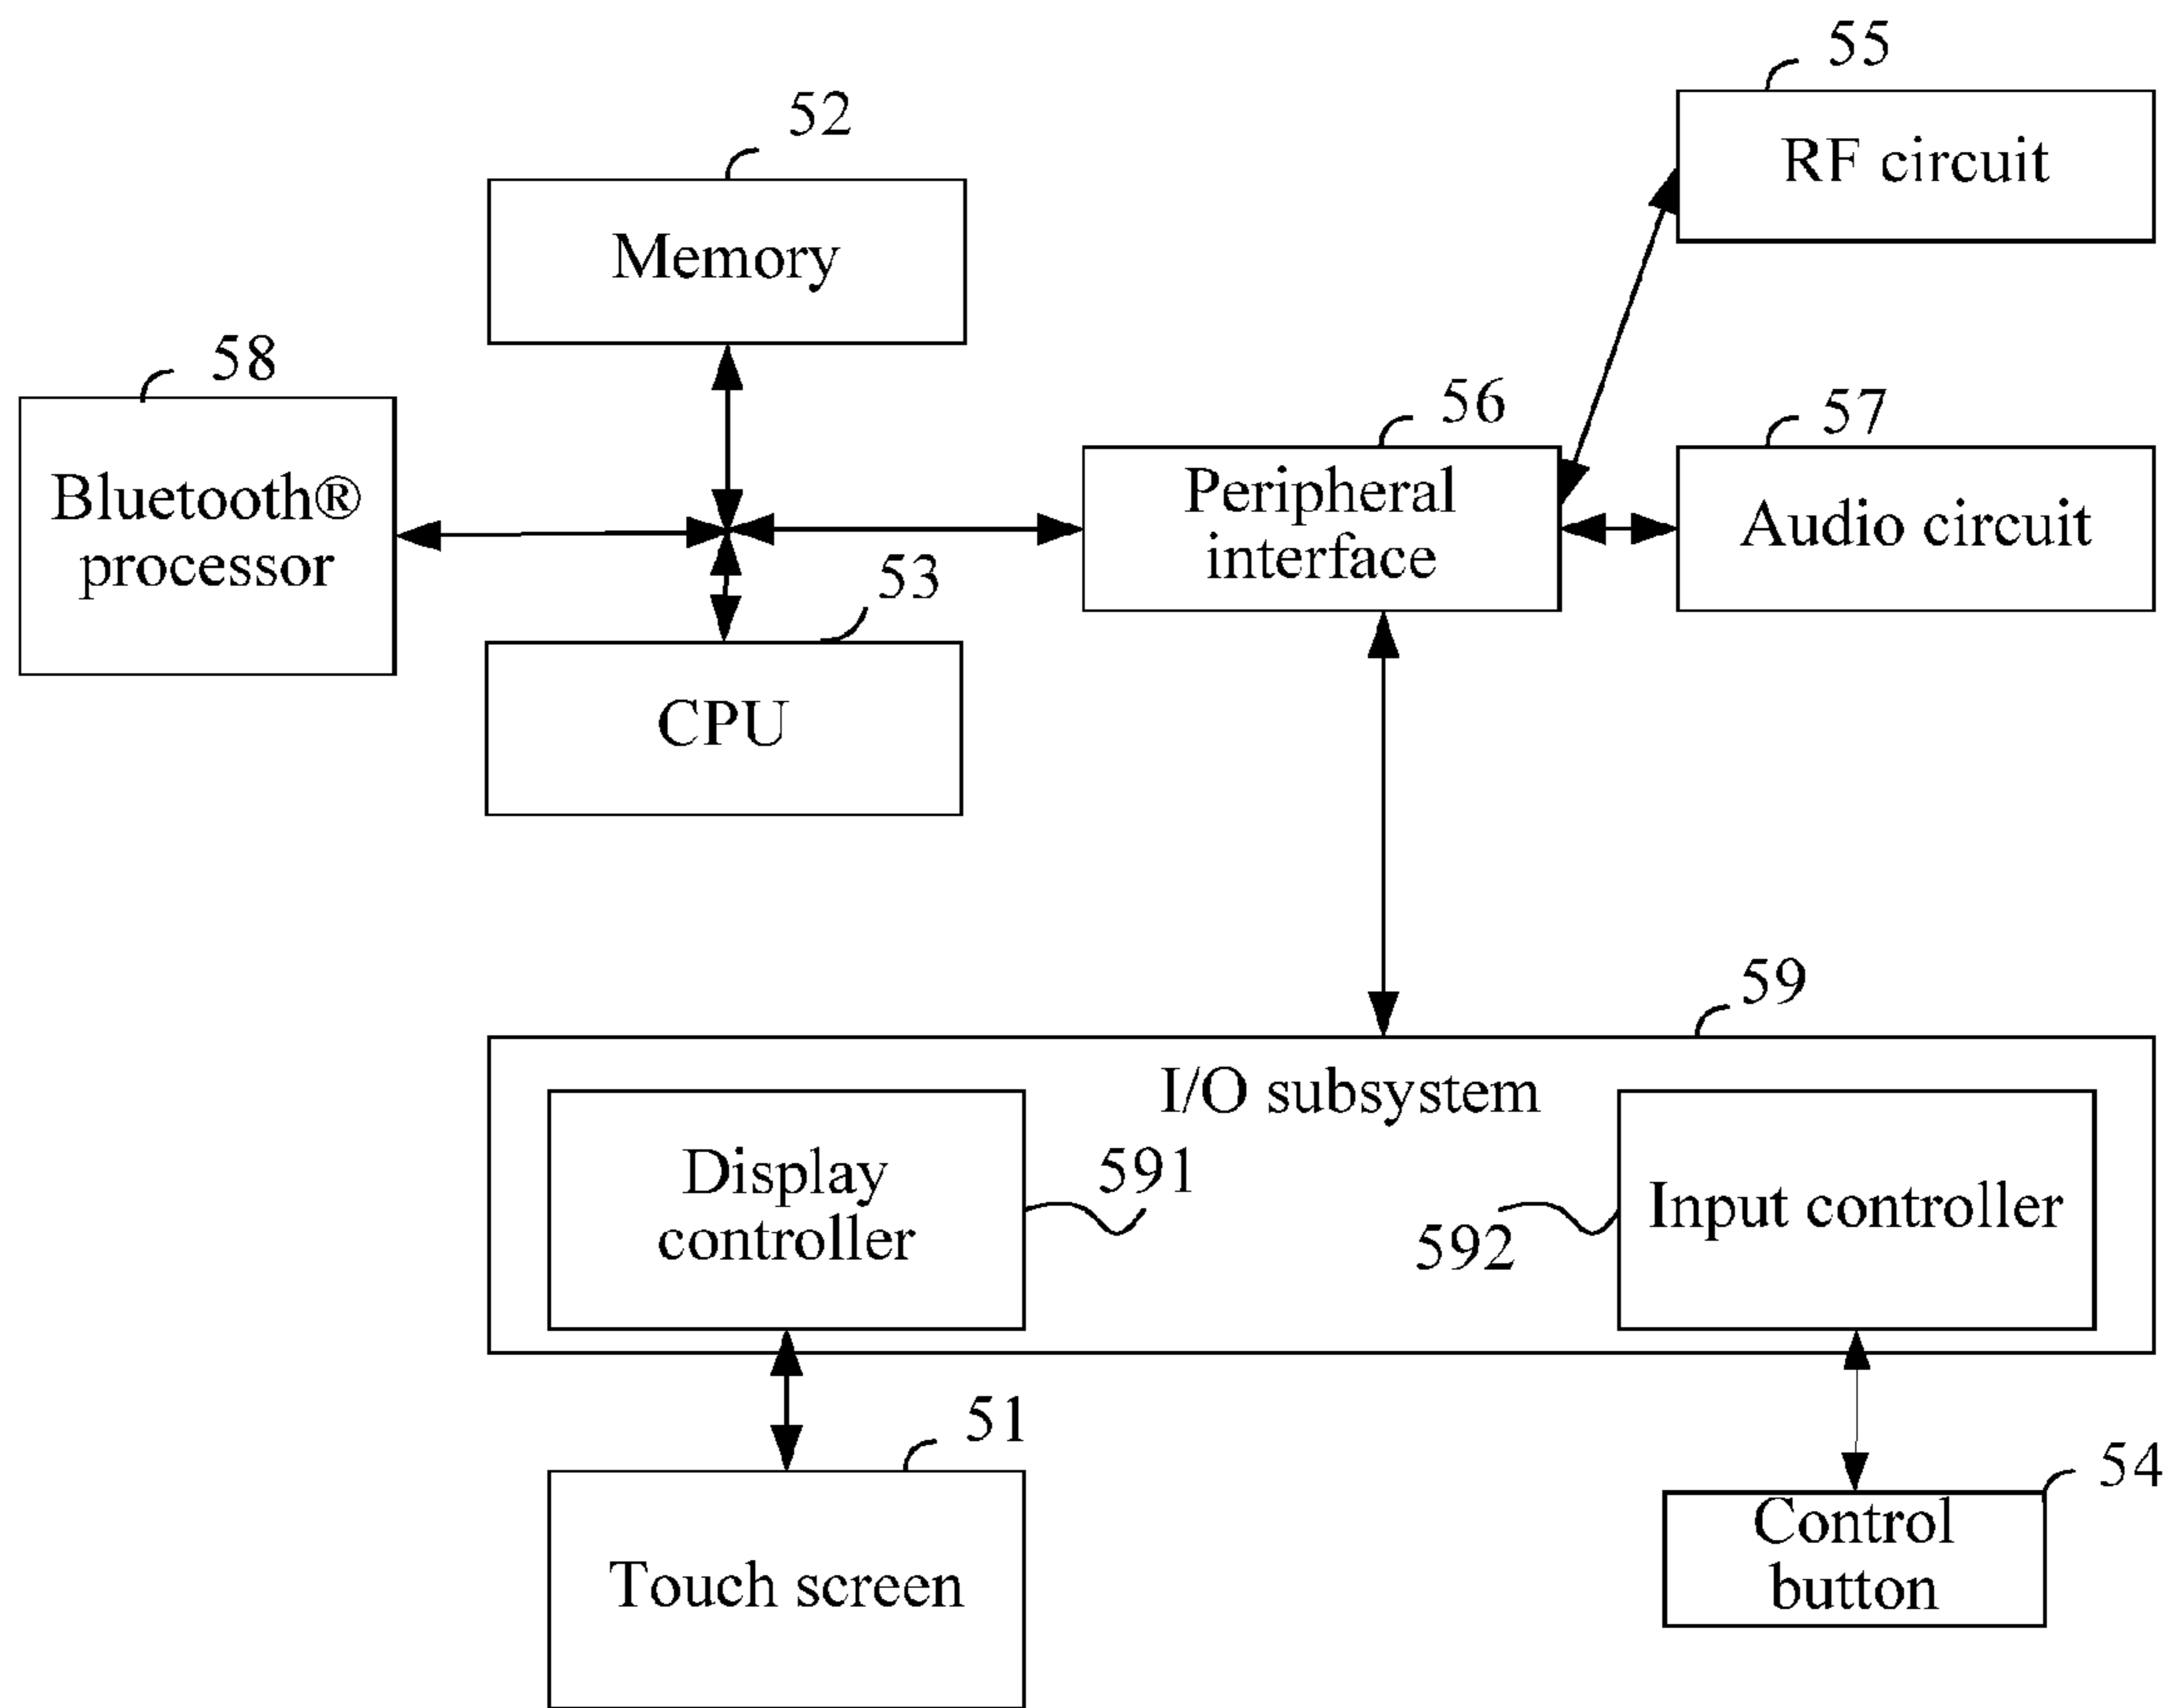 55
RF circuit
52
Memory
58
Bluetooth®
processor
56
Peripheral
interface
57
Audio circuit
53
CPU
59
I/O subsystem
Display
controller
591
592
Input controller
51
Touch screen
54
Control
button